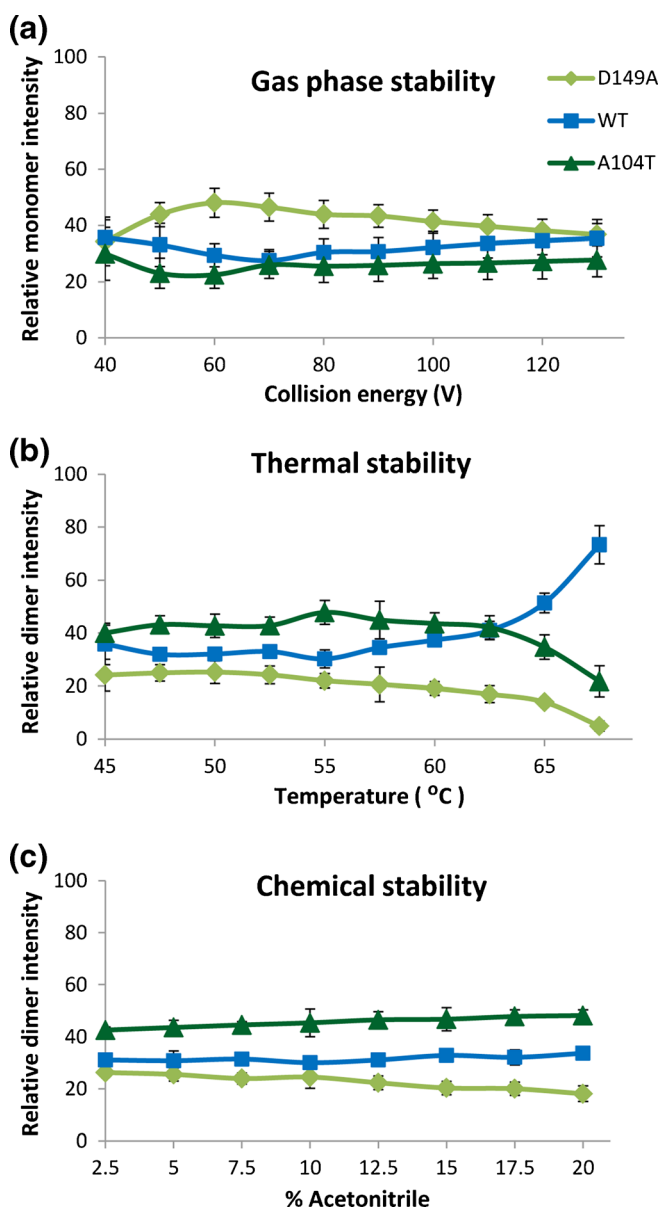 (a)
Gas phase stability
D149A
WT
A104T
Relative monomer intensity
100
80
60
40
20
0
40 60 80 100 120
Collision energy (V)
(b)
Thermal stability
Relative dimer intensity
100
80
60
40
20
0
45 50 55 60 65
Temperature ( ᴼC )
(c)
Chemical stability
Relative dimer intensity
100
80
60
40
20
0
2.5 5 7.5 10 12.5 15 17.5 20
% Acetonitrile